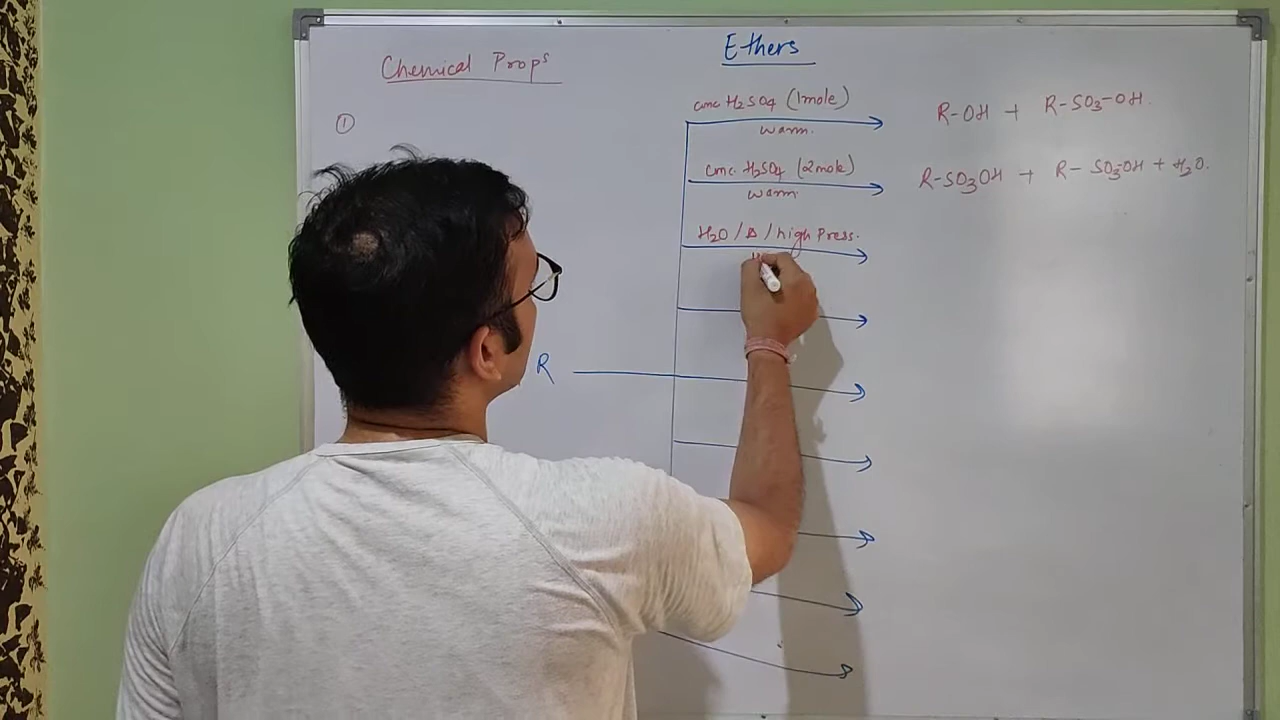 Ethers
Chemical Props
①
conc H2SO4 (1mole)
warm.
R-OH + R-SO3-OH.
conc. H2SO4 (2mole)
warm.
R-SO3OH + R-SO3-OH + H2O.
H2O / Δ / high Press.
R